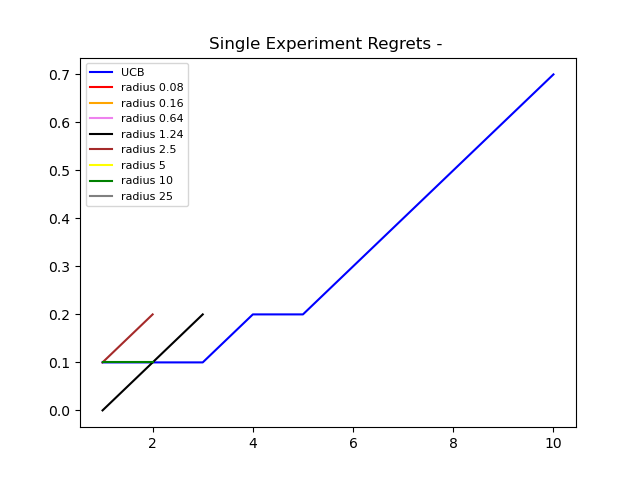 Single Experiment Regrets -
UCB
radius 0.08
radius 0.16
radius 0.64
radius 1.24
radius 2.5
radius 5
radius 10
radius 25
0.7
0.6
0.5
0.4
0.3
0.2
0.1
0.0
2 4 6 8 10